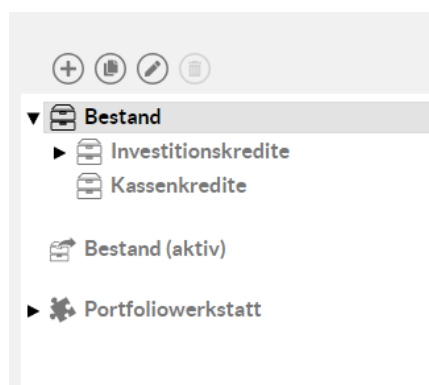 Bestand
Investitionskredite
Kassenkredite
Bestand (aktiv)
Portfoliowerkstatt